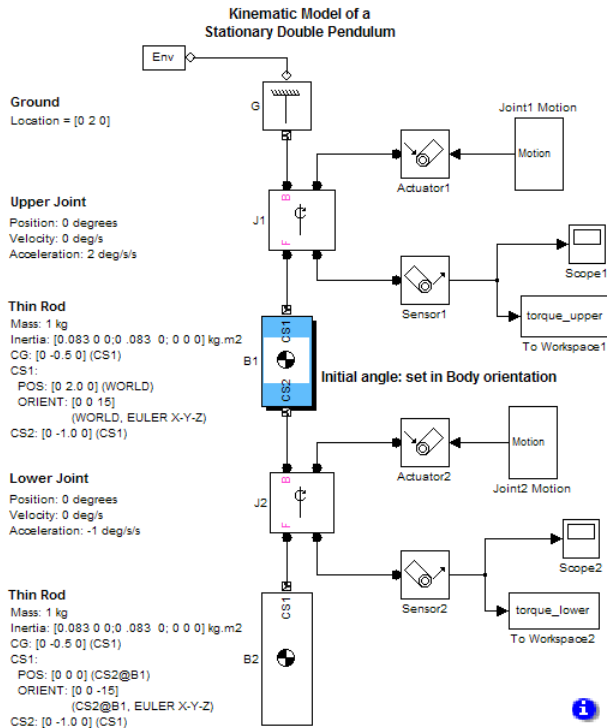 Kinematic Model of a
Stationary Double Pendulum
Env
Ground
Location = [0 2 0]
G
Joint1 Motion
Motion
Actuator1
Upper Joint
Position: 0 degrees
Velocity: 0 deg/s
Acceleration: 2 deg/s/s
B
J1
F
Sensor1
Scope1
torque_upper
To Workspace1
Thin Rod
Mass: 1 kg
Inertia: [0.083 0 0;0 .083 0; 0 0 0] kg.m2
CG: [0 -0.5 0] (CS1)
CS1:
POS: [0 2.0 0] (WORLD)
ORIENT: [0 0 15]
(WORLD, EULER X-Y-Z)
CS2: [0 -1.0 0] (CS1)
CS1
B1
CS2
Initial angle: set in Body orientation
Lower Joint
Position: 0 degrees
Velocity: 0 deg/s
Acceleration: -1 deg/s/s
B
J2
F
Actuator2
Motion
Joint2 Motion
Sensor2
Scope2
torque_lower
To Workspace2
Thin Rod
Mass: 1 kg
Inertia: [0.083 0 0;0 .083 0; 0 0 0] kg.m2
CG: [0 -0.5 0] (CS1)
CS1:
POS: [0 0 0] (CS2@B1)
ORIENT: [0 0 -15]
(CS2@B1, EULER X-Y-Z)
CS2: [0 -1.0 0] (CS1)
CS1
B2
i